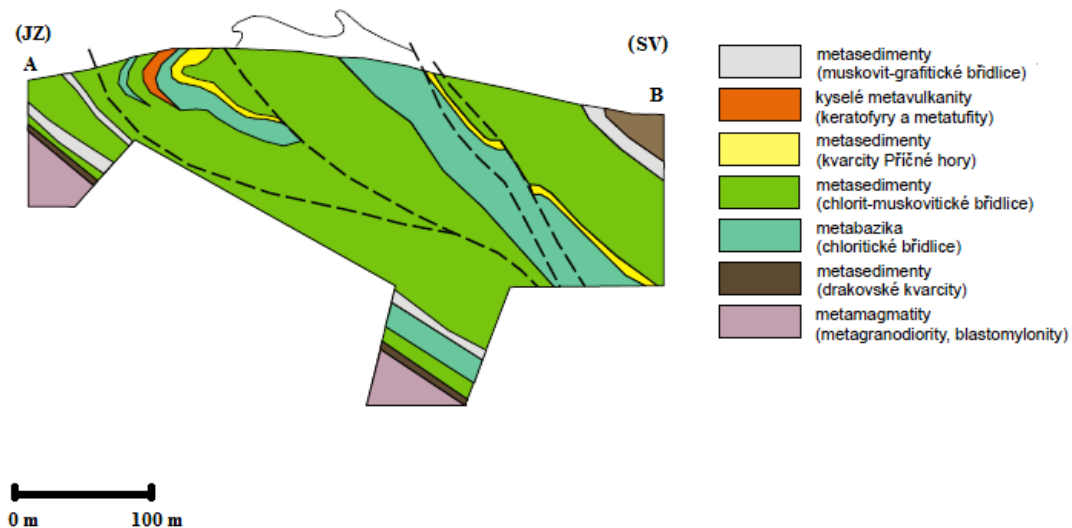 (JZ)
A
(SV)
B
metasedimenty
(muskovit-grafitické břidlice)
kyselé metavulkanity
(keratofyry a metatufity)
metasedimenty
(kvarcity Příčné hory)
metasedimenty
(chlorit-muskovitické břidlice)
metabazika
(chloritické břidlice)
metasedimenty
(drakovské kvarcity)
metamagmatity
(metagranodiority, blastomylonity)
0 m 100 m